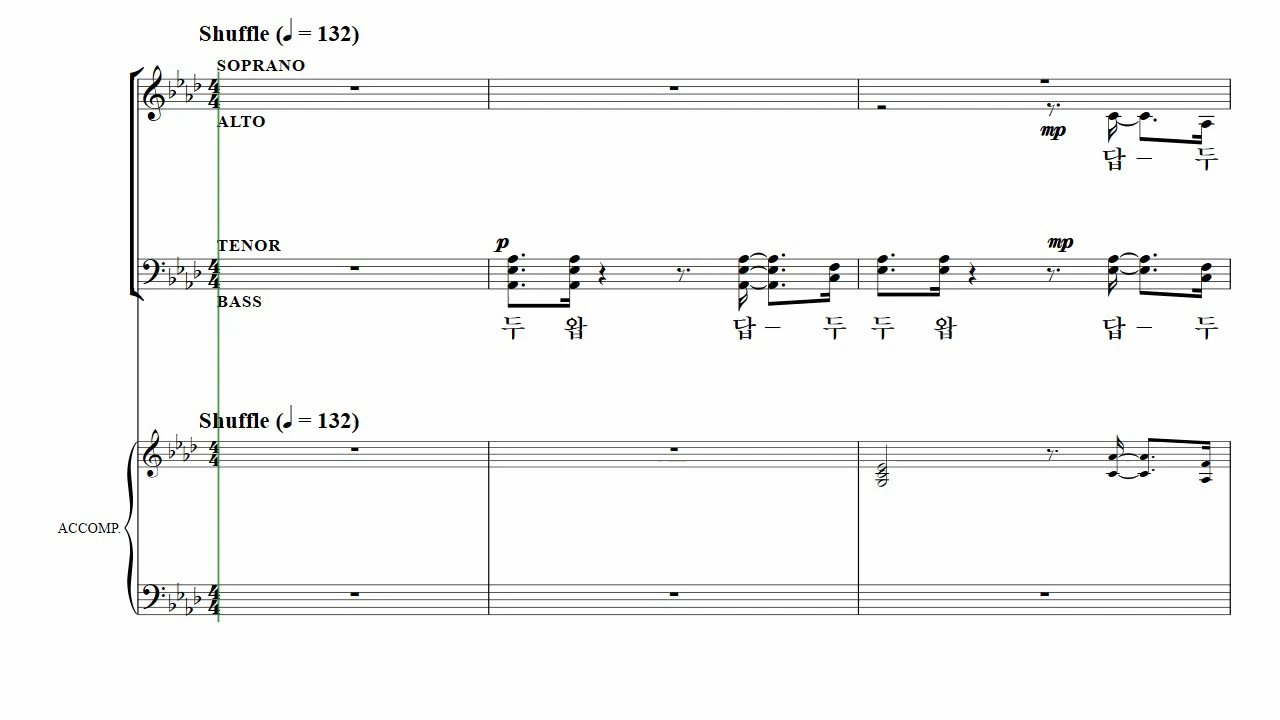 Shuffle (♩ = 132)
SOPRANO
ALTO
mp
답 – 두
TENOR
p
mp
BASS
두 왑 답 – 두 두 왑 답 – 두
Shuffle (♩ = 132)
ACCOMP.